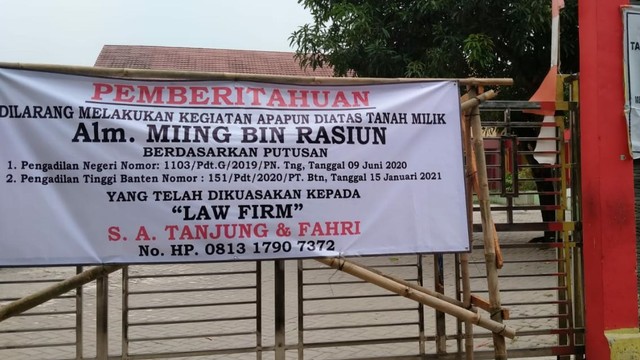 PEMBERITAHUAN
DILARANG MELAKUKAN KEGIATAN APAPUN DIATAS TANAH MILIK
Alm. MIING BIN RASIUN
BERDASARKAN PUTUSAN
1. Pengadilan Negeri Nomor: 1103/Pdt.G/2019/PN. Tng, Tanggal 09 Juni 2020
2. Pengadilan Tinggi Banten Nomor : 151/Pdt/2020/PT. Btn, Tanggal 15 Januari 2021
YANG TELAH DIKUASAKAN KEPADA
"LAW FIRM"
S. A. TANJUNG & FAHRI
No. HP. 0813 1790 7372